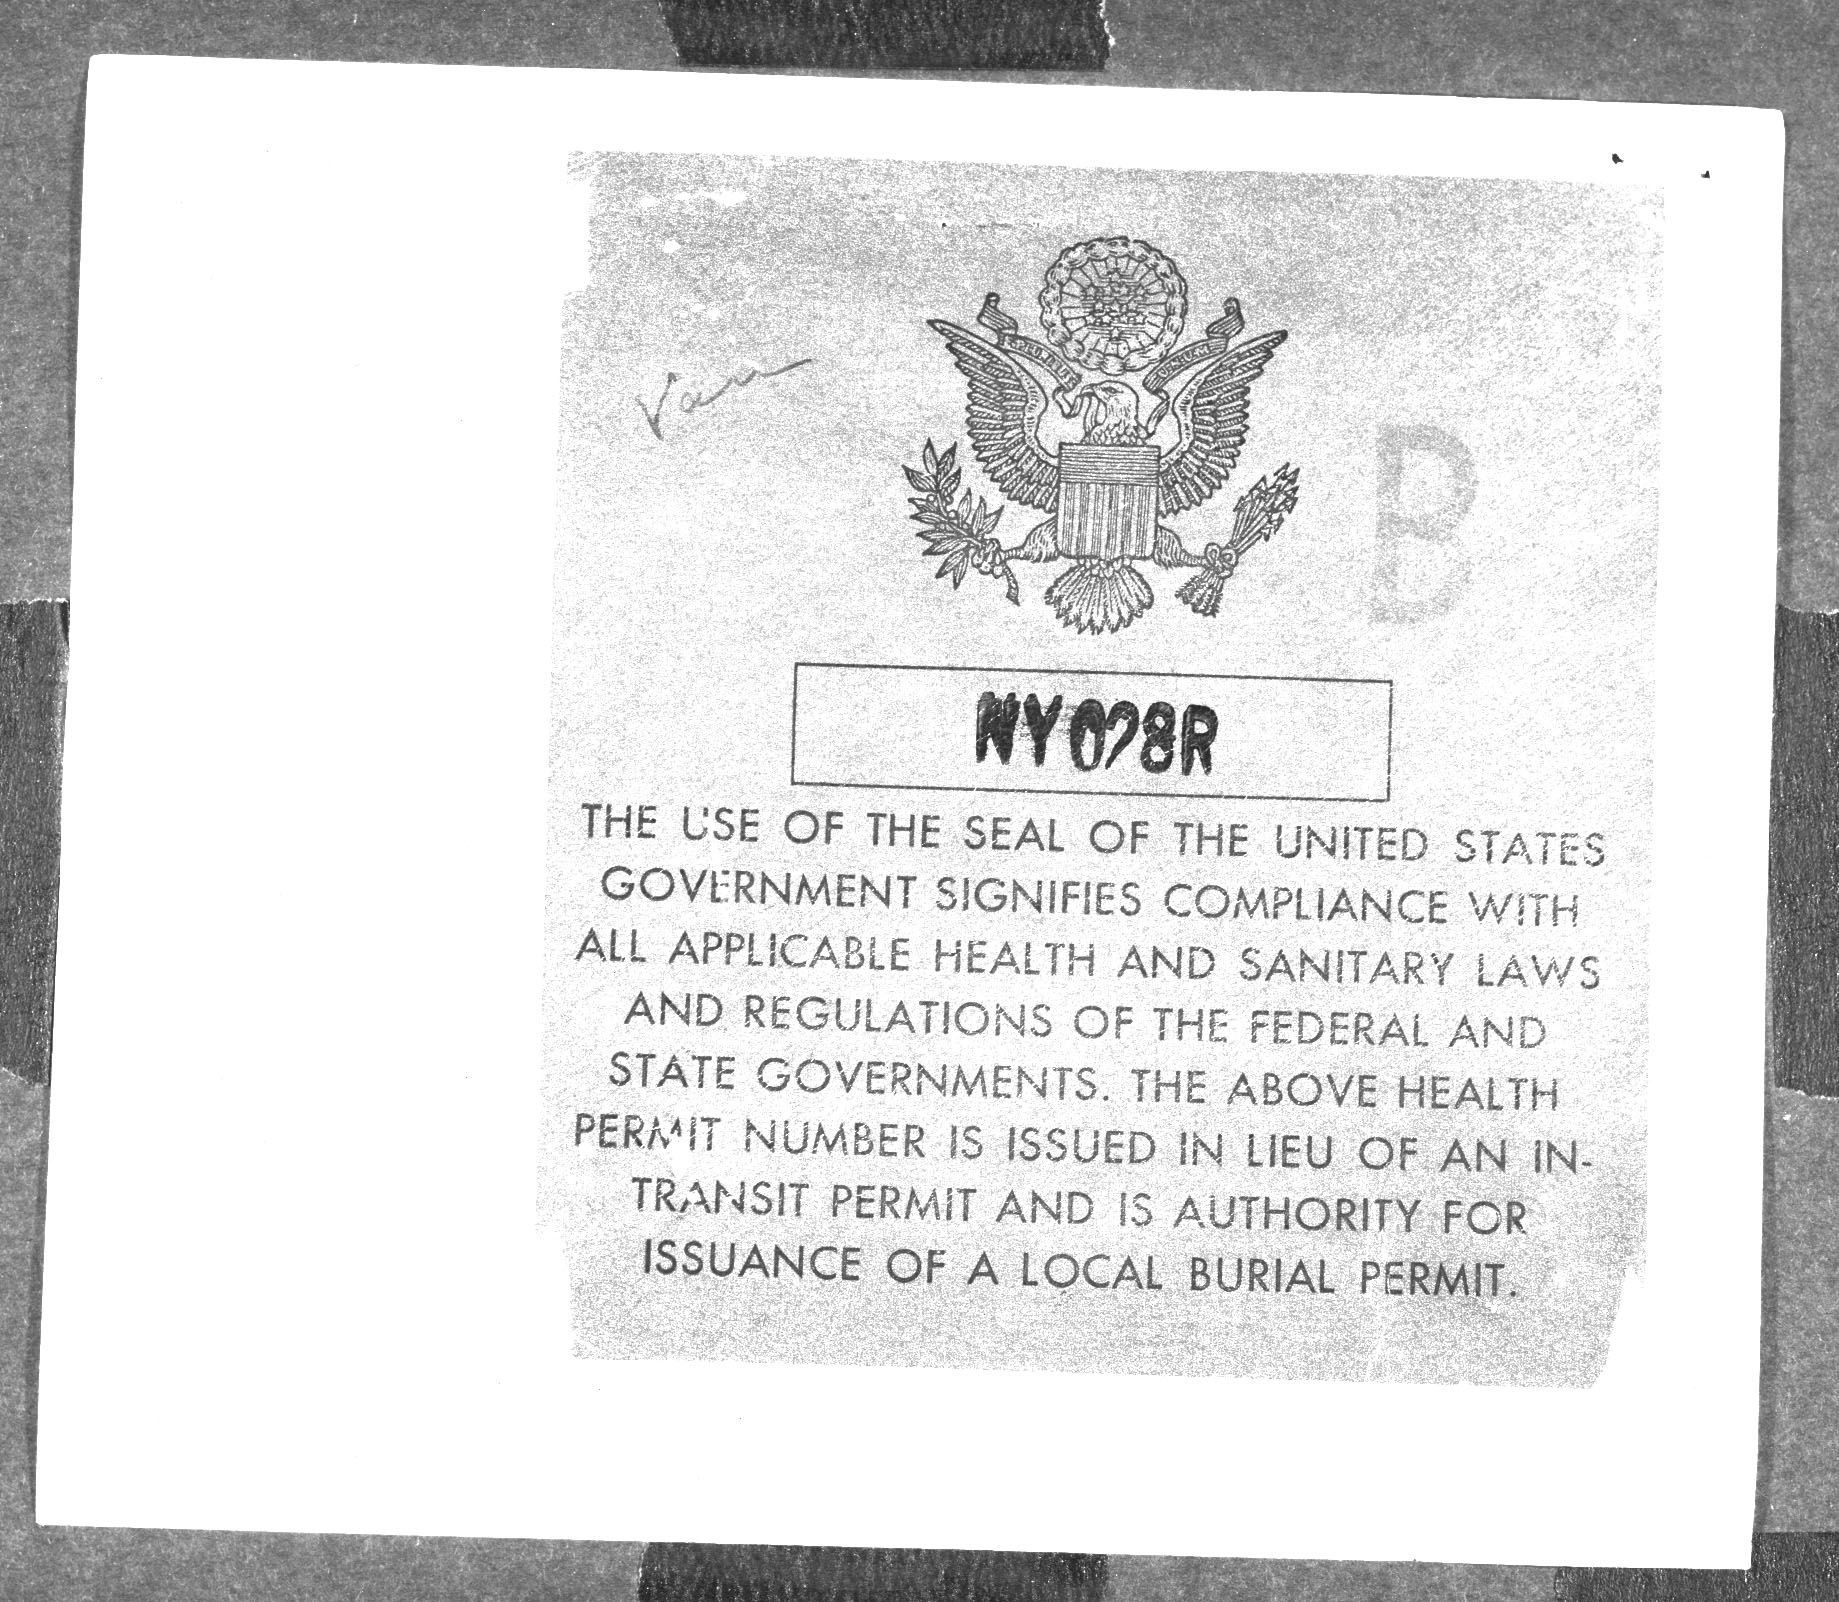 B
NY078R
THE USE OF THE SEAL OF THE UNITED STATES
GOVERNMENT SIGNIFIES COMPLIANCE WITH
ALL APPLICABLE HEALTH AND SANITARY LAWS
AND REGULATIONS OF THE FEDERAL AND
STATE GOVERNMENTS. THE ABOVE HEALTH
PERMIT NUMBER IS ISSUED IN LIEU OF AN IN-
TRANSIT PERMIT AND IS AUTHORITY FOR
ISSUANCE OF A LOCAL BURIAL PERMIT.